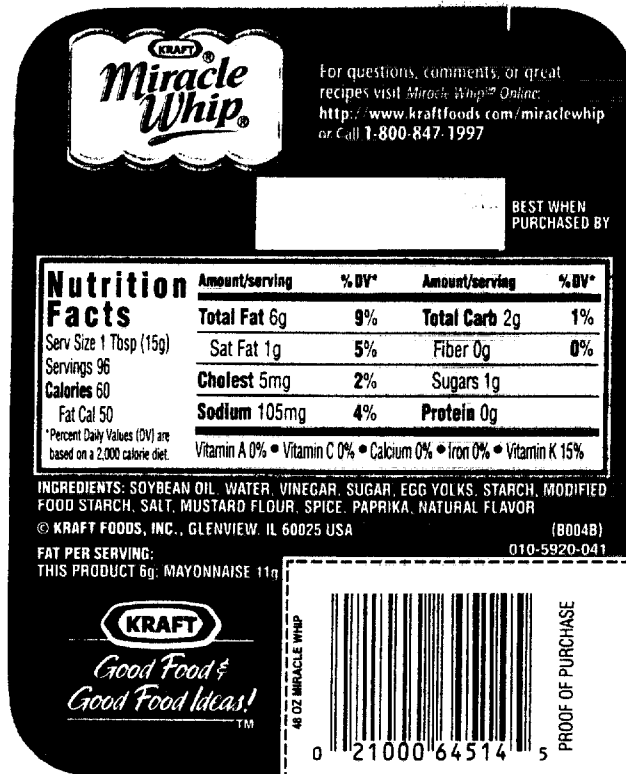 KRAFT®
Miracle
Whip®
For questions, comments, or great
recipes visit Miracle Whip℠ Online:
http://www.kraftfoods.com/miraclewhip
or Call 1-800-847-1997
BEST WHEN
PURCHASED BY
Nutrition
Facts
Serv Size 1 Tbsp (15g)
Servings 96
Calories 60
Fat Cal 50
*Percent Daily Values (DV) are
based on a 2,000 calorie diet.
Amount/serving %DV* Amount/serving %DV*
Total Fat 6g 9% Total Carb 2g 1%
Sat Fat 1g 5% Fiber 0g 0%
Cholest 5mg 2% Sugars 1g
Sodium 105mg 4% Protein 0g
Vitamin A 0% • Vitamin C 0% • Calcium 0% • Iron 0% • Vitamin K 15%
INGREDIENTS: SOYBEAN OIL, WATER, VINEGAR, SUGAR, EGG YOLKS, STARCH, MODIFIED
FOOD STARCH, SALT, MUSTARD FLOUR, SPICE, PAPRIKA, NATURAL FLAVOR
© KRAFT FOODS, INC., GLENVIEW, IL 60025 USA (B004B)
010-5920-041
FAT PER SERVING:
THIS PRODUCT 6g; MAYONNAISE 11g
KRAFT
Good Food &
Good Food Ideas!
TM
48 OZ MIRACLE WHIP
0 21000 64514 5
PROOF OF PURCHASE